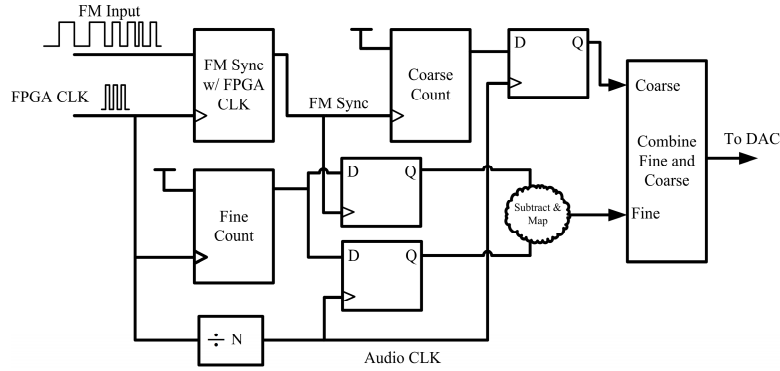 FM Input
FM Sync
w/ FPGA
CLK
FPGA CLK
FM Sync
Coarse
Count
D Q
Coarse
Combine
Fine and
Coarse
Fine
To DAC
Fine
Count
D Q
D Q
Subtract &
Map
÷ N
Audio CLK